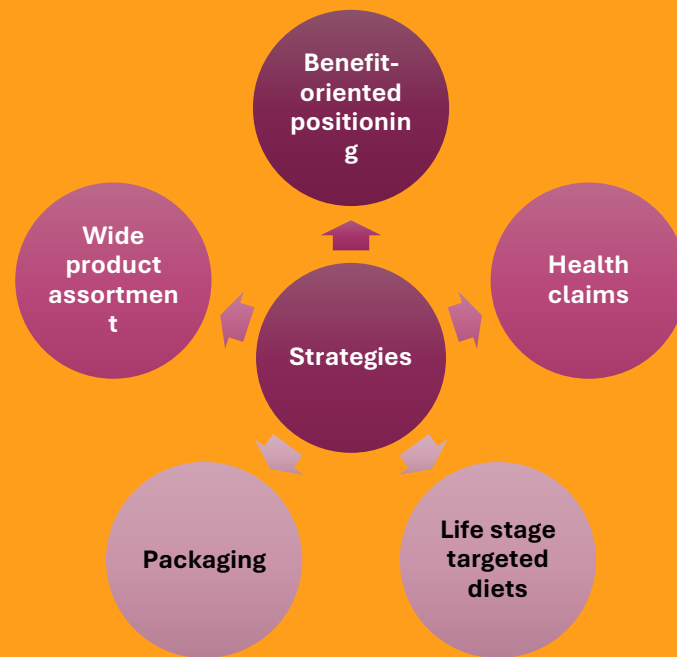 Benefit-
oriented
positionin
g
Wide
product
assortmen
t
Health
claims
Strategies
Packaging
Life stage
targeted
diets